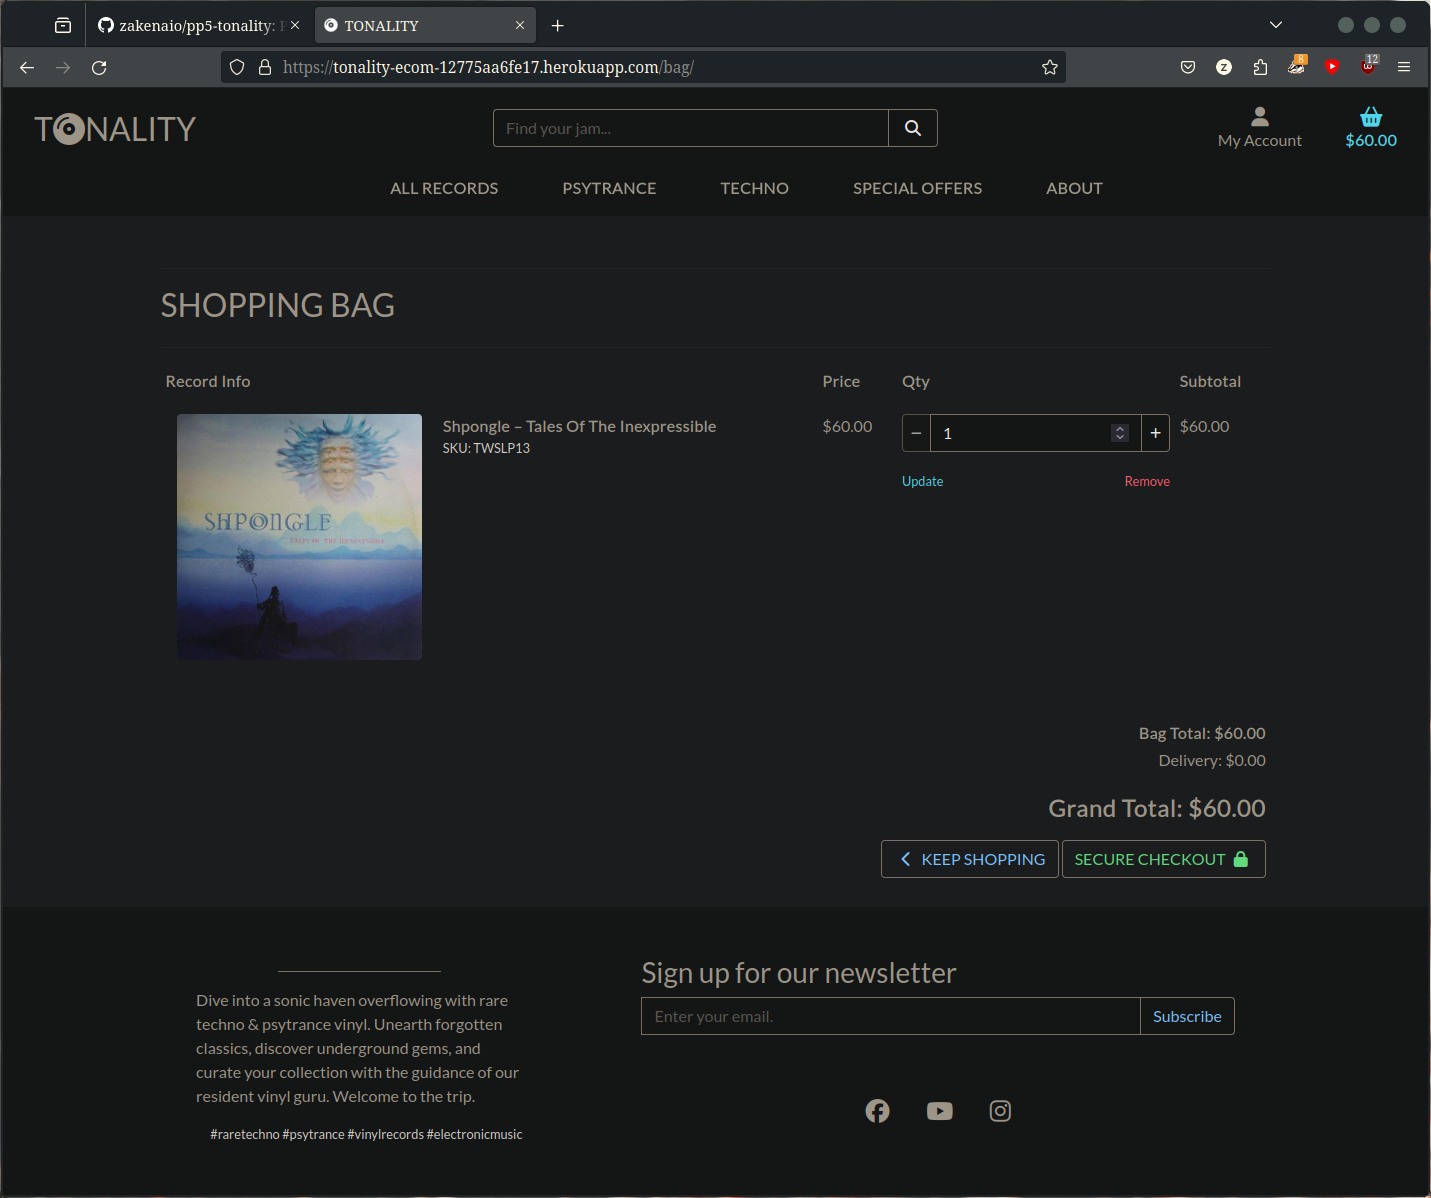 zakenaio/pp5-tonality:
TONALITY
https://tonality-ecom-12775aa6fe17.herokuapp.com/bag/
Z
8
12
TONALITY
Find your jam...
My Account
$60.00
ALL RECORDS
PSYTRANCE
TECHNO
SPECIAL OFFERS
ABOUT
SHOPPING BAG
Record Info
Price
Qty
Subtotal
SHPONGLE
TALES OF THE INEXPRESSIBLE
Shpongle – Tales Of The Inexpressible
SKU: TWSLP13
$60.00
− 1 +
$60.00
Update
Remove
Bag Total: $60.00
Delivery: $0.00
Grand Total: $60.00
KEEP SHOPPING
SECURE CHECKOUT
Dive into a sonic haven overflowing with rare
techno & psytrance vinyl. Unearth forgotten
classics, discover underground gems, and
curate your collection with the guidance of our
resident vinyl guru. Welcome to the trip.
#raretechno #psytrance #vinylrecords #electronicmusic
Sign up for our newsletter
Enter your email.
Subscribe